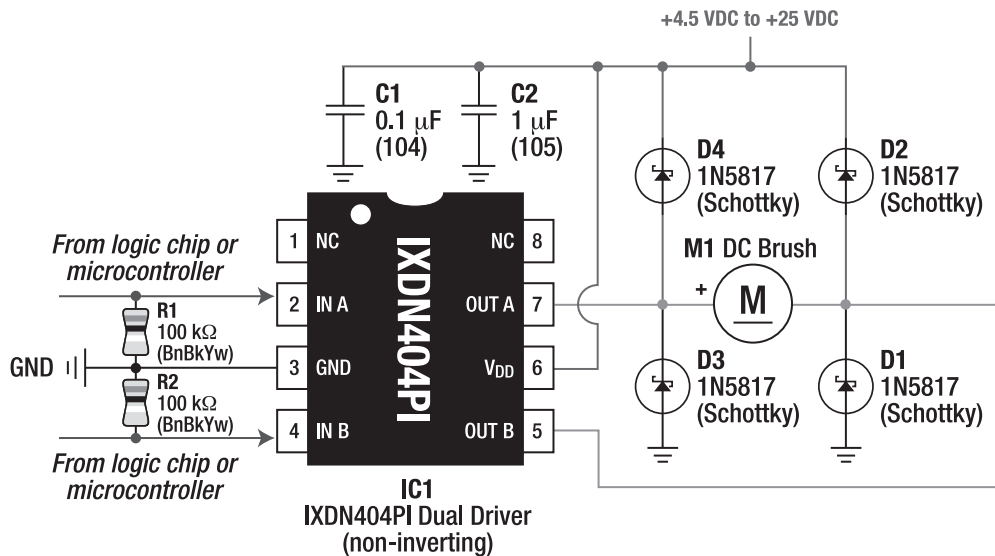 +4.5 VDC to +25 VDC
C1
0.1 μF
(104)
C2
1 μF
(105)
D4
1N5817
(Schottky)
D2
1N5817
(Schottky)
M1 DC Brush
+
M
From logic chip or
microcontroller
R1
100 kΩ
(BnBkYw)
GND
R2
100 kΩ
(BnBkYw)
From logic chip or
microcontroller
1 NC
2 IN A
3 GND
4 IN B
IXDN404PI
NC 8
OUT A 7
VDD 6
OUT B 5
D3
1N5817
(Schottky)
D1
1N5817
(Schottky)
IC1
IXDN404PI Dual Driver
(non-inverting)